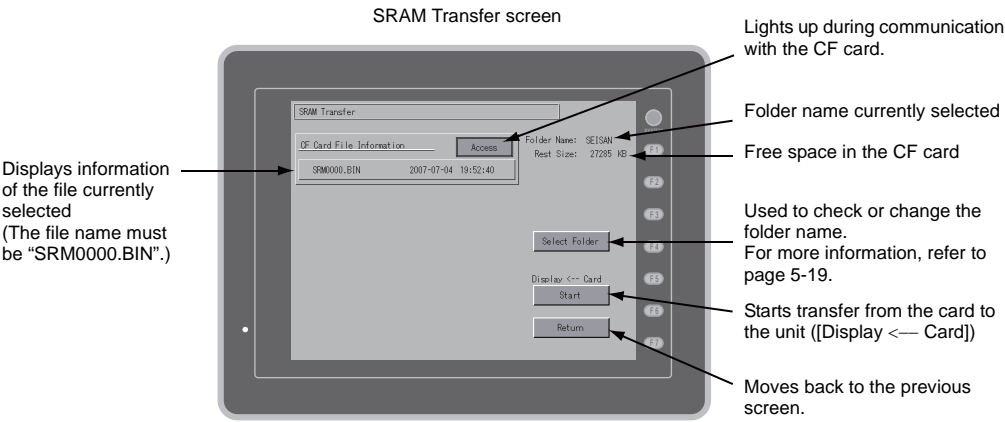 SRAM Transfer screen
Lights up during communication
with the CF card.
SRAM Transfer
Folder name currently selected
CF Card File Information
Access
Folder Name: SEISAN
Rest Size: 27285 KB
Free space in the CF card
Displays information
of the file currently
selected
(The file name must
be “SRM0000.BIN”.)
SRM0000.BIN 2007-07-04 19:52:40
F1
F2
F3
F4
F5
F6
F7
Select Folder
Used to check or change the
folder name.
For more information, refer to
page 5-19.
Display <-- Card
Start
Starts transfer from the card to
the unit ([Display <−− Card])
Return
Moves back to the previous
screen.